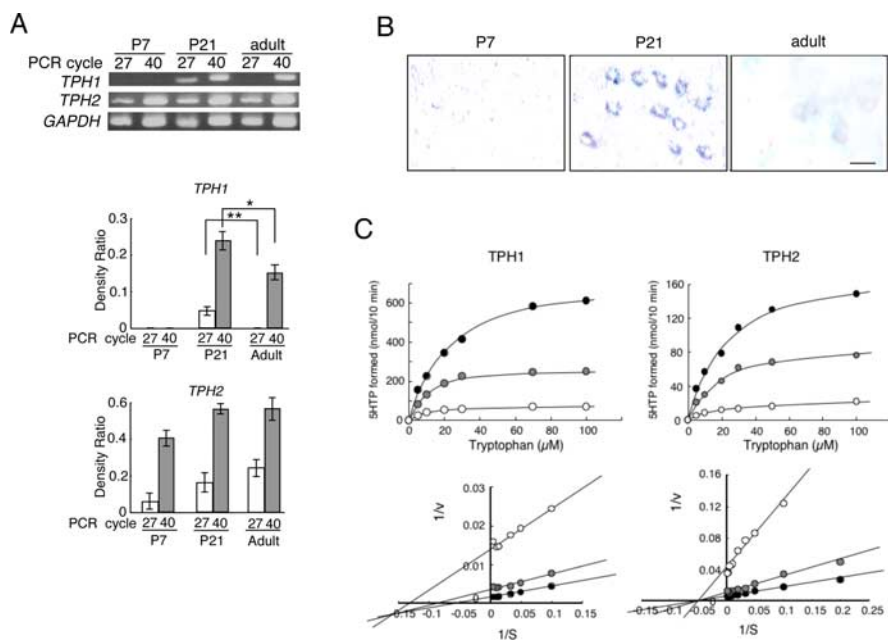 A
P7 P21 adult
PCR cycle 27 40 27 40 27 40
TPH1
TPH2
GAPDH
TPH1
Density Ratio
0.3
0.2
0.1
0
* 
**
PCR cycle 27 40 27 40 27 40
P7 P21 Adult
TPH2
Density Ratio
0.6
0.4
0.2
0
PCR cycle 27 40 27 40 27 40
P7 P21 Adult
B
P7 P21 adult
C
TPH1
5HTP formed (nmol/10 min)
600
400
200
0
0 20 40 60 80 100
Tryptophan (µM)
TPH2
5HTP formed (nmol/10 min)
160
120
80
40
0
0 20 40 60 80 100
Tryptophan (µM)
1/v
0.03
0.02
0.01
0.15 0.1 0.05 0 0.05 0.1 0.15
1/S
1/v
0.16
0.12
0.08
0.04
0.15 0.10 0.05 0 0.05 0.10 0.15 0.20 0.25
1/S